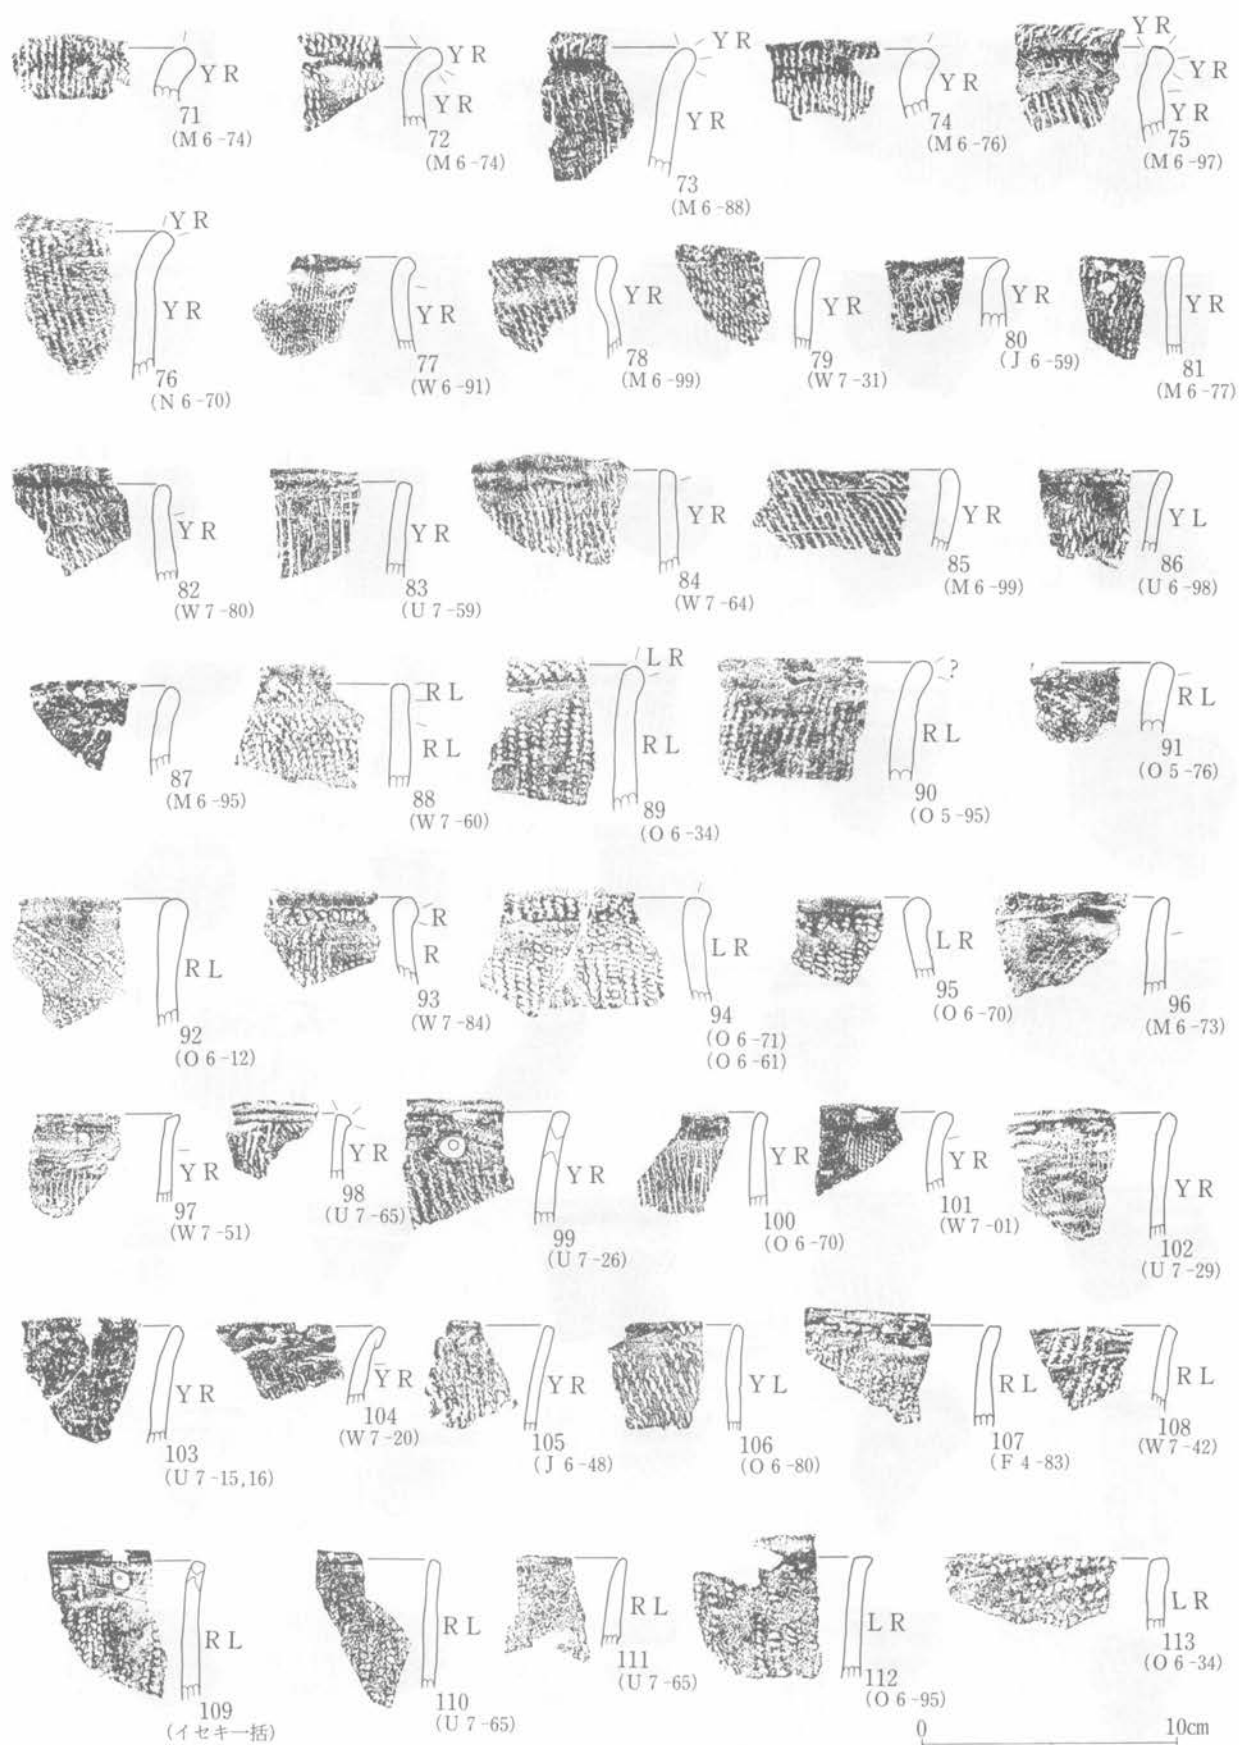 YR
71
(M6-74)
YR
YR
72
(M6-74)
YR
YR
73
(M6-88)
YR
74
(M6-76)
YR
YR
YR
75
(M6-97)
YR
YR
76
(N6-70)
YR
77
(W6-91)
YR
78
(M6-99)
YR
79
(W7-31)
YR
80
(J6-59)
YR
81
(M6-77)
YR
82
(W7-80)
YR
83
(U7-59)
YR
84
(W7-64)
YR
85
(M6-99)
YL
86
(U6-98)
87
(M6-95)
RL
RL
88
(W7-60)
LR
RL
89
(O6-34)
?
RL
90
(O5-95)
RL
91
(O5-76)
RL
92
(O6-12)
R
R
93
(W7-84)
LR
94
(O6-71)
(O6-61)
LR
95
(O6-70)
96
(M6-73)
YR
97
(W7-51)
YR
98
(U7-65)
YR
99
(U7-26)
YR
100
(O6-70)
YR
101
(W7-01)
YR
102
(U7-29)
YR
103
(U7-15,16)
YR
104
(W7-20)
YR
105
(J6-48)
YL
106
(O6-80)
RL
107
(F4-83)
RL
108
(W7-42)
RL
109
(イセキ一括)
RL
110
(U7-65)
RL
111
(U7-65)
LR
112
(O6-95)
LR
113
(O6-34)
0 10cm